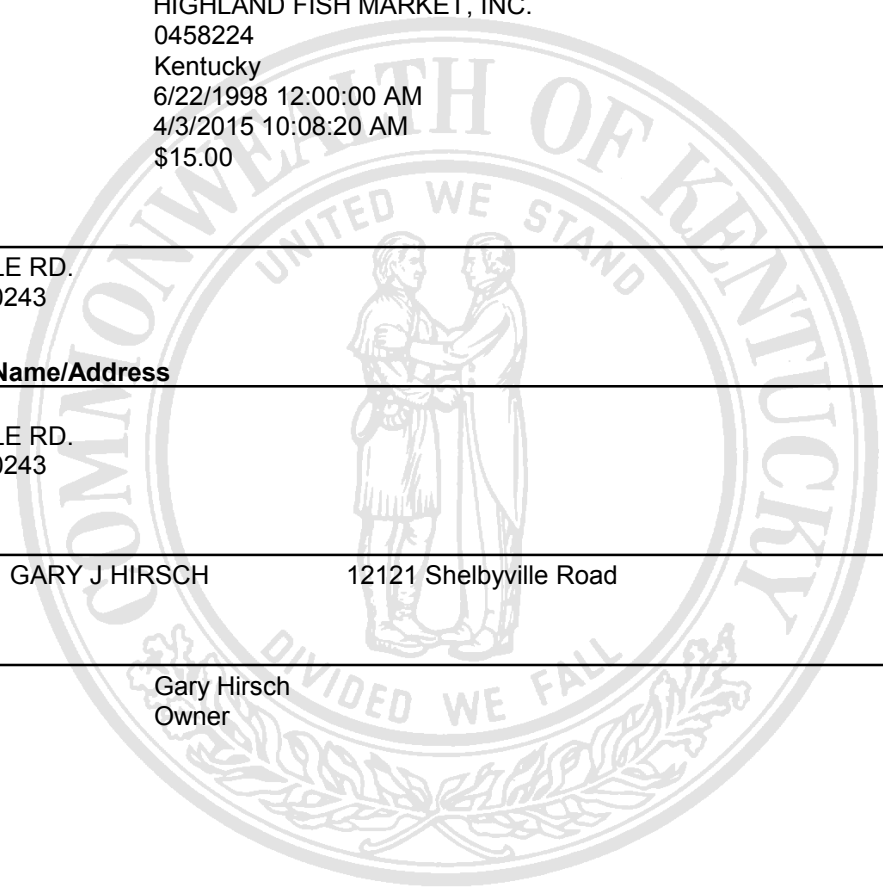 HIGHLAND FISH MARKET, INC.
0458224
Kentucky
6/22/1998 12:00:00 AM
4/3/2015 10:08:20 AM
$15.00
LE RD.
0243
Name/Address
LE RD.
0243
GARY J HIRSCH 12121 Shelbyville Road
Gary Hirsch
Owner
COMMONWEALTH OF KENTUCKY
UNITED WE STAND
DIVIDED WE FALL